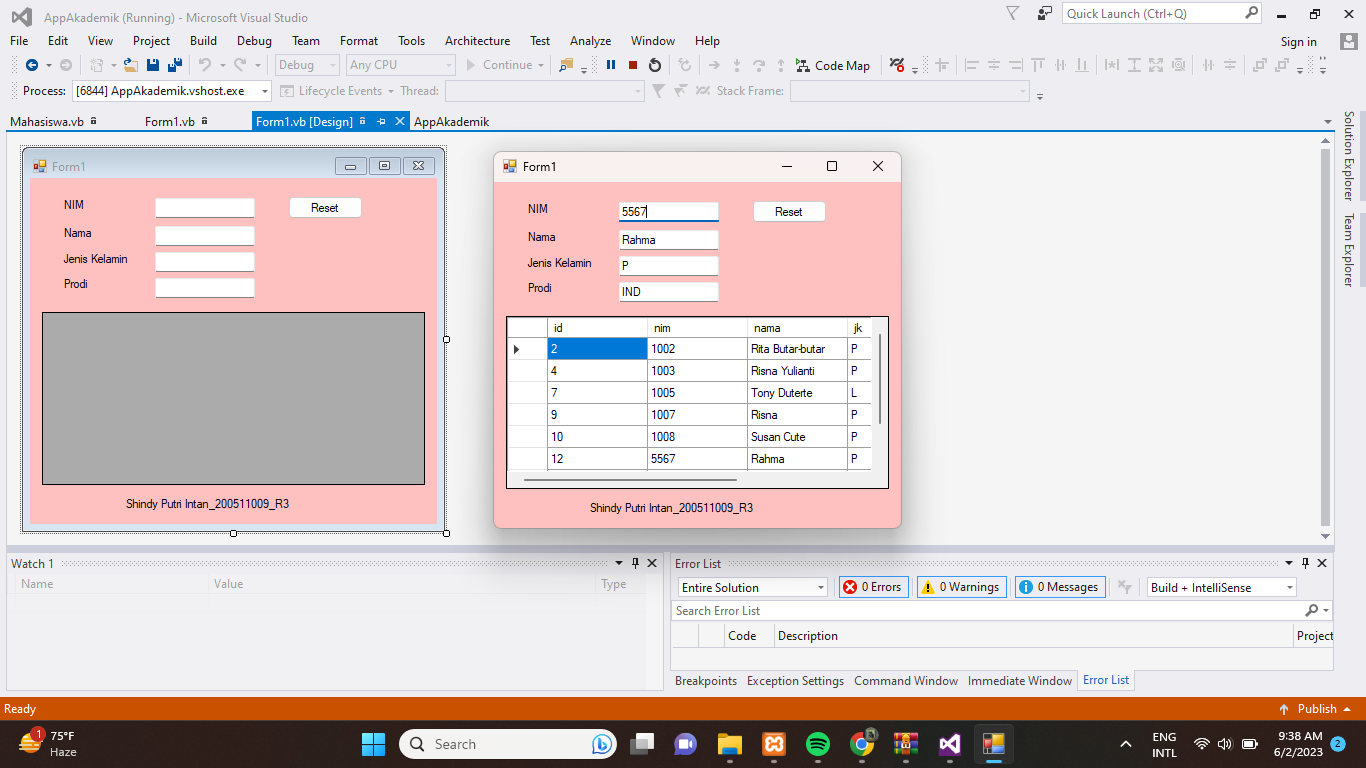 AppAkademik (Running) - Microsoft Visual Studio
Quick Launch (Ctrl+Q)
File Edit View Project Build Debug Team Format Tools Architecture Test Analyze Window Help
Sign in
Debug Any CPU Continue Code Map
Process: [6844] AppAkademik.vshost.exe Lifecycle Events Thread: Stack Frame:
Mahasiswa.vb Form1.vb Form1.vb [Design] AppAkademik
Solution Explorer
Team Explorer
Form1
NIM Reset
Nama
Jenis Kelamin
Prodi
Shindy Putri Intan_200511009_R3
Form1
NIM 5567 Reset
Nama Rahma
Jenis Kelamin P
Prodi IND
id nim nama jk
2 1002 Rita Butar-butar P
4 1003 Risna Yulianti P
7 1005 Tony Duterte L
9 1007 Risna P
10 1008 Susan Cute P
12 5567 Rahma P
Shindy Putri Intan_200511009_R3
Watch 1
Name Value Type
Error List
Entire Solution 0 Errors 0 Warnings 0 Messages Build + IntelliSense
Search Error List
Code Description Project
Breakpoints Exception Settings Command Window Immediate Window Error List
Ready
Publish
1
75°F
Haze
Search
ENG
INTL
9:38 AM
6/2/2023
2